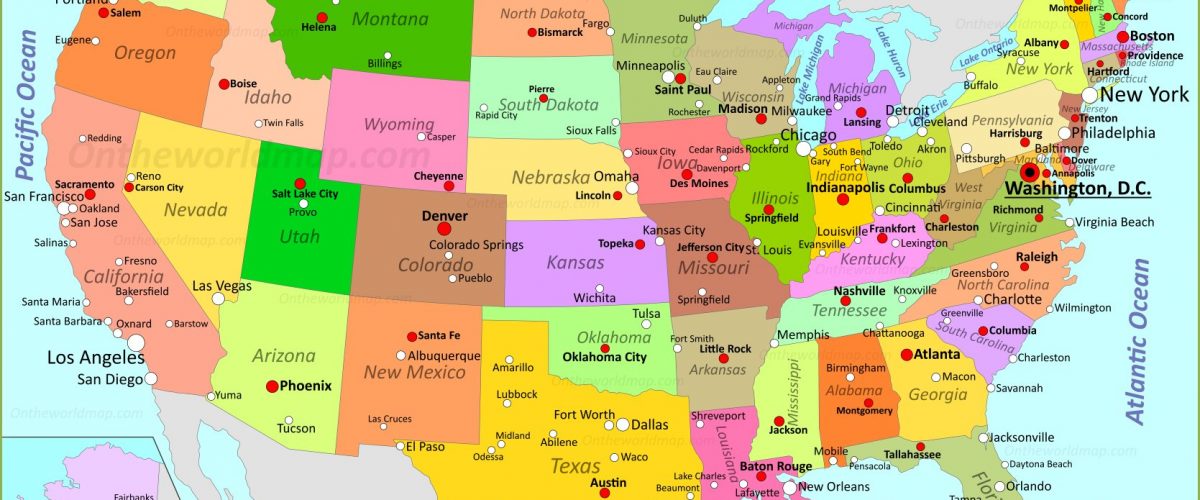 Portland
Salem
Eugene
Oregon
Pacific Ocean
Helena
Montana
Billings
Boise
Idaho
Twin Falls
North Dakota
Fargo
Bismarck
Minnesota
Duluth
Minneapolis
Saint Paul
Rochester
Pierre
South Dakota
Rapid City
Sioux Falls
Wyoming
Casper
Cheyenne
Ontheworldmap.com
Redding
Reno
Carson City
Sacramento
San Francisco
Oakland
San Jose
Salinas
Fresno
California
Bakersfield
Santa Maria
Santa Barbara
Oxnard
Barstow
Los Angeles
San Diego
Nevada
Las Vegas
Salt Lake City
Provo
Utah
Denver
Colorado Springs
Colorado
Pueblo
Arizona
Phoenix
Yuma
Tucson
Santa Fe
Albuquerque
New Mexico
Las Cruces
Ontheworldmap.com
Ontheworldmap.com
Nebraska
Omaha
Lincoln
Kansas
Topeka
Wichita
Kansas City
Oklahoma
Oklahoma City
Tulsa
Amarillo
Lubbock
Fort Worth
Dallas
Abilene
Midland
Odessa
Waco
El Paso
Texas
Austin
Ontheworldmap.com
Sioux City
Iowa
Cedar Rapids
Davenport
Des Moines
Jefferson City
St. Louis
Missouri
Springfield
Fort Smith
Little Rock
Arkansas
Shreveport
Louisiana
Lake Charles
Beaumont
Baton Rouge
Lafayette
New Orleans
Eau Claire
Appleton
Wisconsin
Madison
Milwaukee
Chicago
Rockford
Illinois
Springfield
Michigan
Lake Michigan
Lake Huron
Michigan
Grand Rapids
Lansing
Detroit
Erie
Lake Ontario
South Bend
Gary
Fort Wayne
Indiana
Indianapolis
Evansville
Toledo
Cleveland
Akron
Ohio
Columbus
Cincinnati
Louisville
Frankfort
Lexington
Kentucky
Nashville
Knoxville
Tennessee
Memphis
Chattanooga
Mississippi
Jackson
Birmingham
Alabama
Montgomery
Mobile
Pensacola
Atlanta
Macon
Georgia
Tallahassee
Jacksonville
Daytona Beach
Orlando
Savannah
Charleston
Columbia
Greenville
South Carolina
Wilmington
Charlotte
North Carolina
Greensboro
Raleigh
Virginia Beach
Richmond
Virginia
West
Virginia
Charleston
Washington, D.C.
Annapolis
Maryland
Baltimore
Dover
Delaware
Philadelphia
Trenton
New Jersey
Pennsylvania
Harrisburg
Pittsburgh
New York
New York
Buffalo
Syracuse
Albany
Montpelier
Concord
Boston
Massachusetts
Providence
Rhode Island
Hartford
Connecticut
Atlantic Ocean
Fairbanks